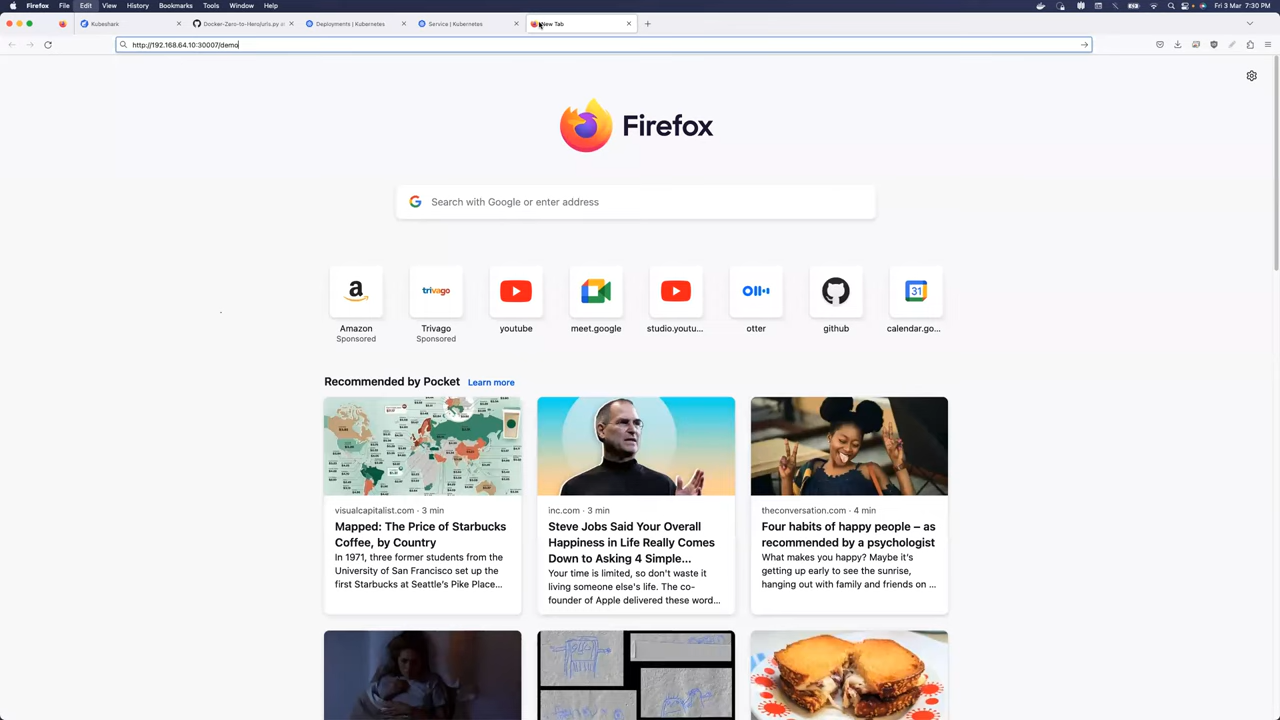 Firefox File Edit View History Bookmarks Tools Window Help Fri 3 Mar 7:30 PM
Kubeshark Docker-Zero-to-Hero/urls.py Deployments | Kubernetes Service | Kubernetes New Tab
http://192.168.64.10:30007/demo
Firefox
Search with Google or enter address
a trivago 31
Amazon Trivago youtube meet.google studio.youtu... otter github calendar.go...
Sponsored Sponsored
Recommended by Pocket Learn more
visualcapitalist.com · 3 min
Mapped: The Price of Starbucks
Coffee, by Country
In 1971, three former students from the
University of San Francisco set up the
first Starbucks at Seattle's Pike Place...
inc.com · 3 min
Steve Jobs Said Your Overall
Happiness in Life Really Comes
Down to Asking 4 Simple...
Your time is limited, so don't waste it
living someone else's life. The co-
founder of Apple delivered these word...
theconversation.com · 4 min
Four habits of happy people – as
recommended by a psychologist
What makes you happy? Maybe it's
getting up early to see the sunrise,
hanging out with family and friends on ...